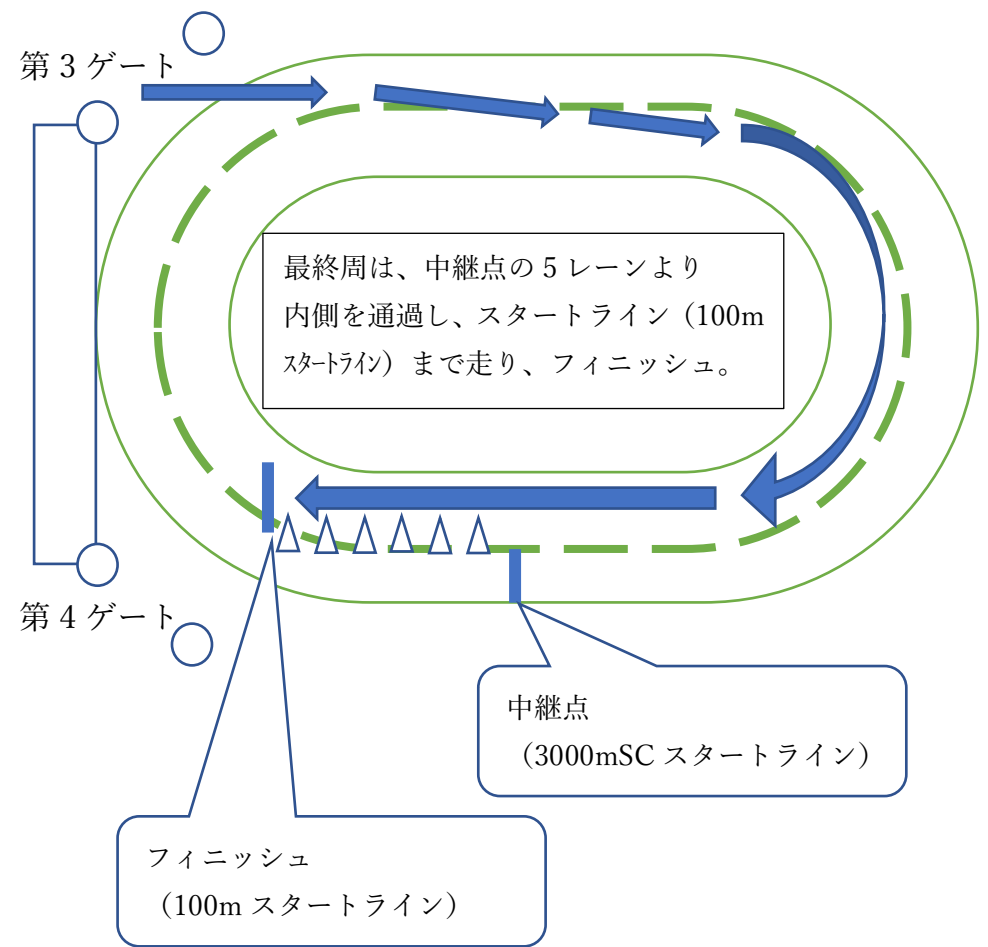 第３ゲート
最終周は、中継点の５レーンより
内側を通過し、スタートライン（100m
スタートライン）まで走り、フィニッシュ。
第４ゲート
中継点
（3000mSC スタートライン）
フィニッシュ
（100m スタートライン）